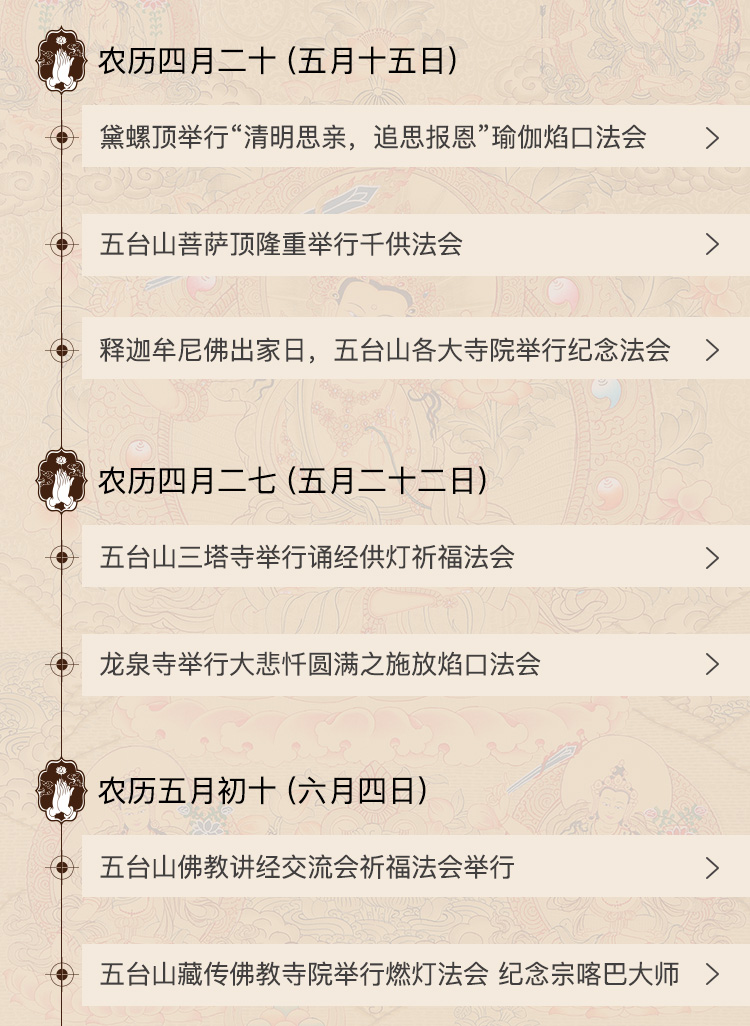 农历四月二十 (五月十五日)
黛螺顶举行“清明思亲，追思报恩”瑜伽焰口法会
五台山菩萨顶隆重举行千供法会
释迦牟尼佛出家日，五台山各大寺院举行纪念法会
农历四月二七 (五月二十二日)
五台山三塔寺举行诵经供灯祈福法会
龙泉寺举行大悲忏圆满之施放焰口法会
农历五月初十 (六月四日)
五台山佛教讲经交流会祈福法会举行
五台山藏传佛教寺院举行燃灯法会 纪念宗喀巴大师